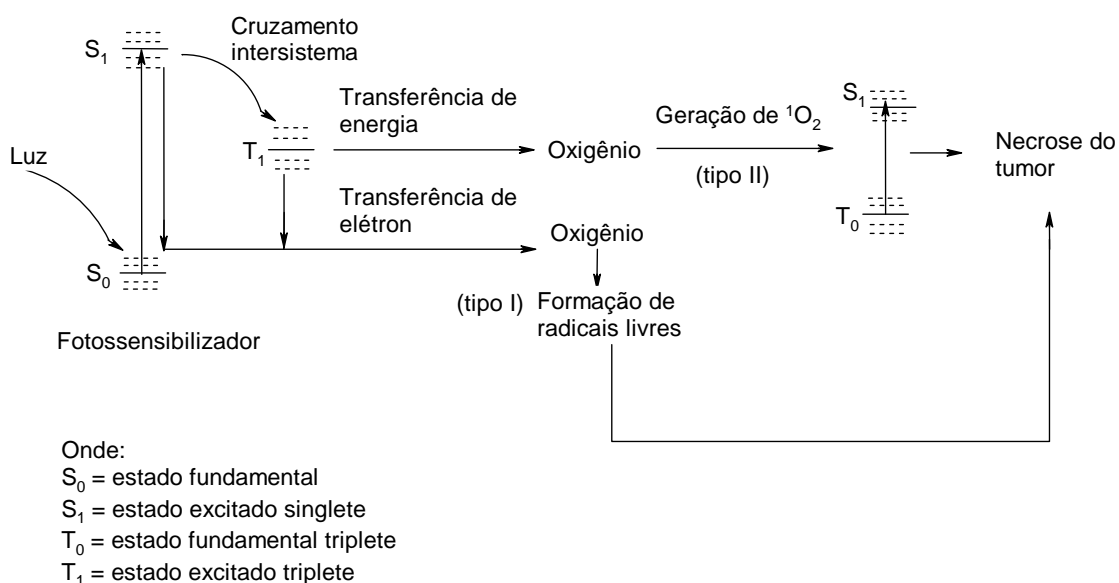 Cruzamento
intersistema
S1
Transferência de
energia
T1
Luz
Oxigênio
Geração de ¹O2
(tipo II)
S1
T0
Necrose do
tumor
Transferência de
elétron
Oxigênio
S0
(tipo I)
Formação de
radicais livres
Fotossensibilizador
Onde:
S0 = estado fundamental
S1 = estado excitado singlete
T0 = estado fundamental triplete
T1 = estado excitado triplete